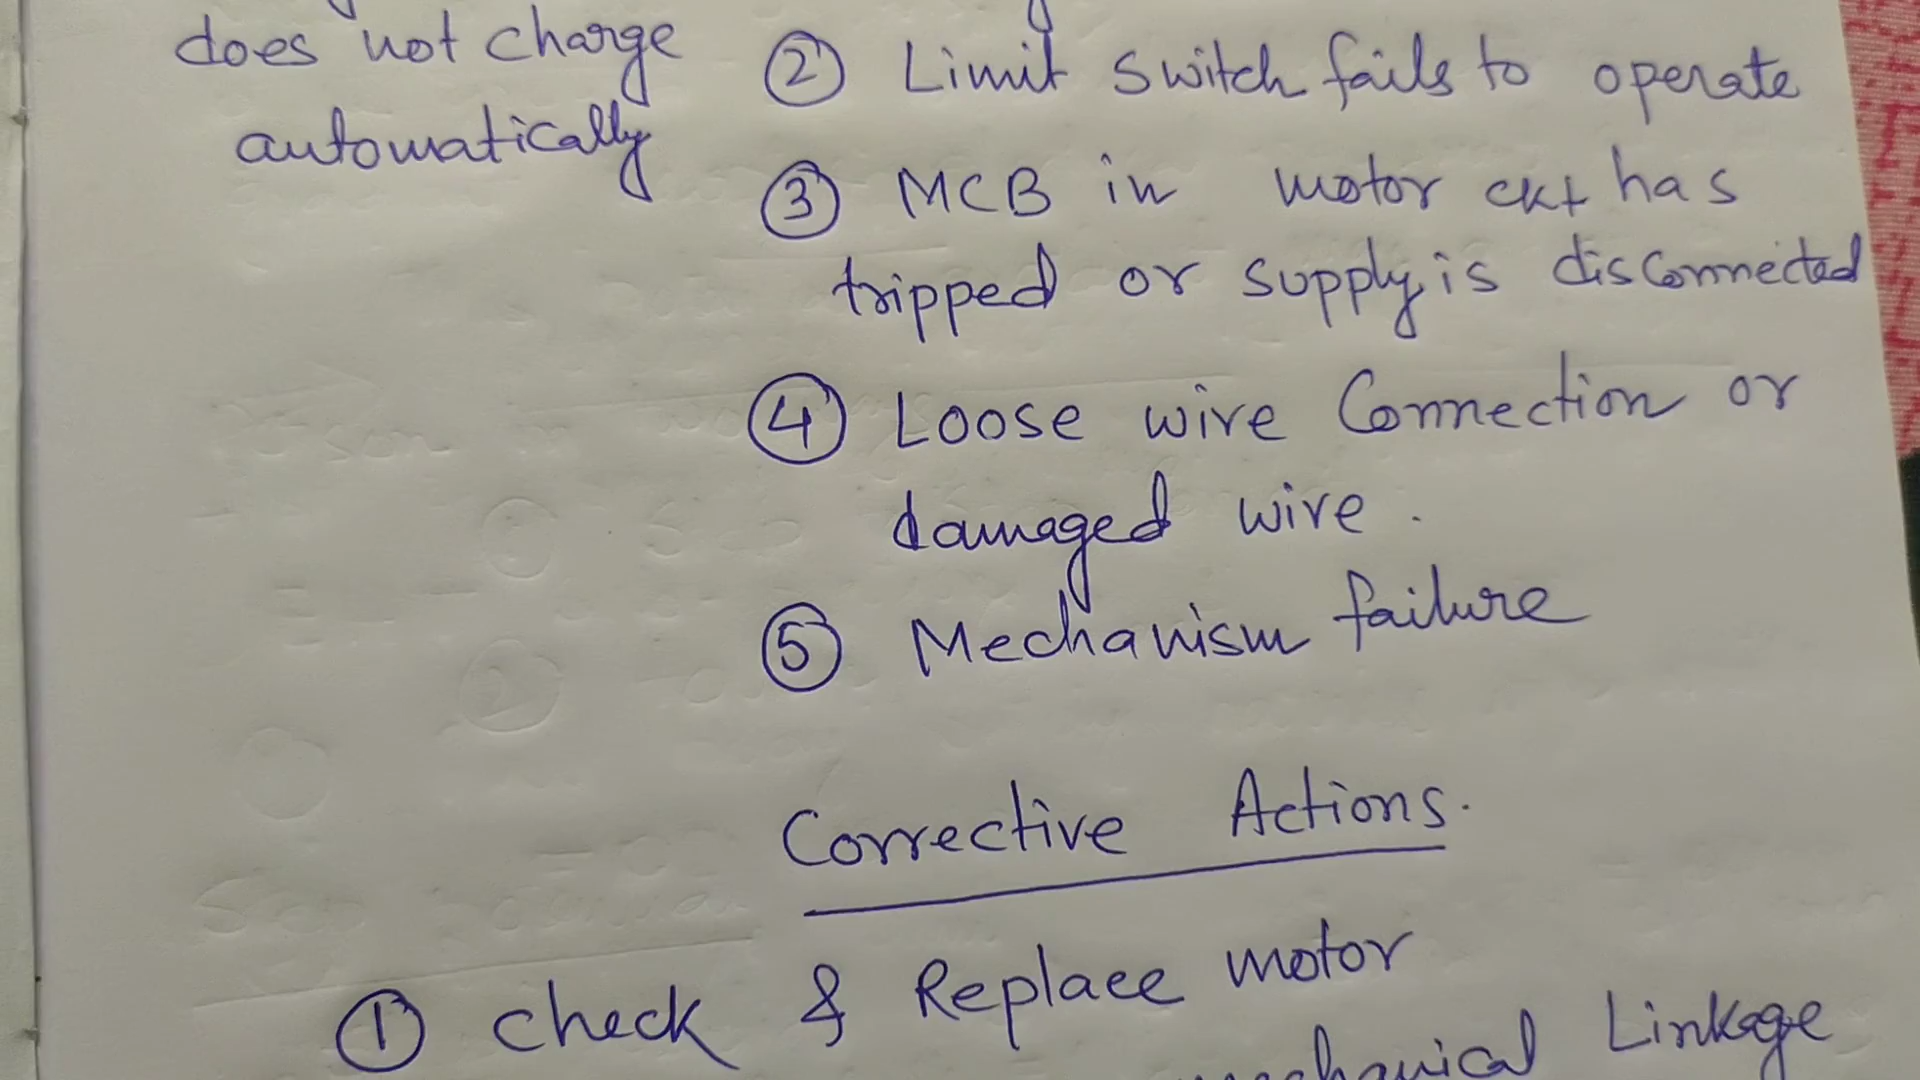 does not charge
automatically
② Limit switch fails to operate
③ MCB in motor ckt has
tripped or supply is disconnected
④ Loose wire Connection or
damaged wire.
⑤ Mechanism failure
Corrective Actions.
① check & Replace motor
mechanical Linkage